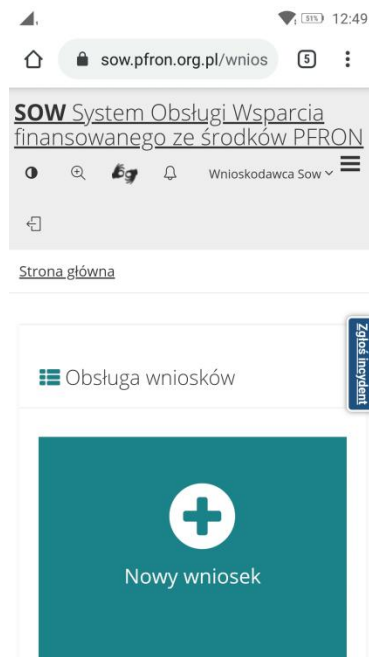 51% 12:49
sow.pfron.org.pl/wnios 5
SOW System Obsługi Wsparcia
finansowanego ze środków PFRON
Wnioskodawca Sow
Strona główna
Zgłoś incydent
Obsługa wniosków
Nowy wniosek